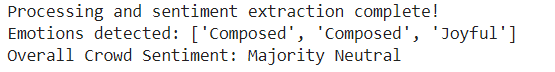 Processing and sentiment extraction complete!
Emotions detected: ['Composed', 'Composed', 'Joyful']
Overall Crowd Sentiment: Majority Neutral